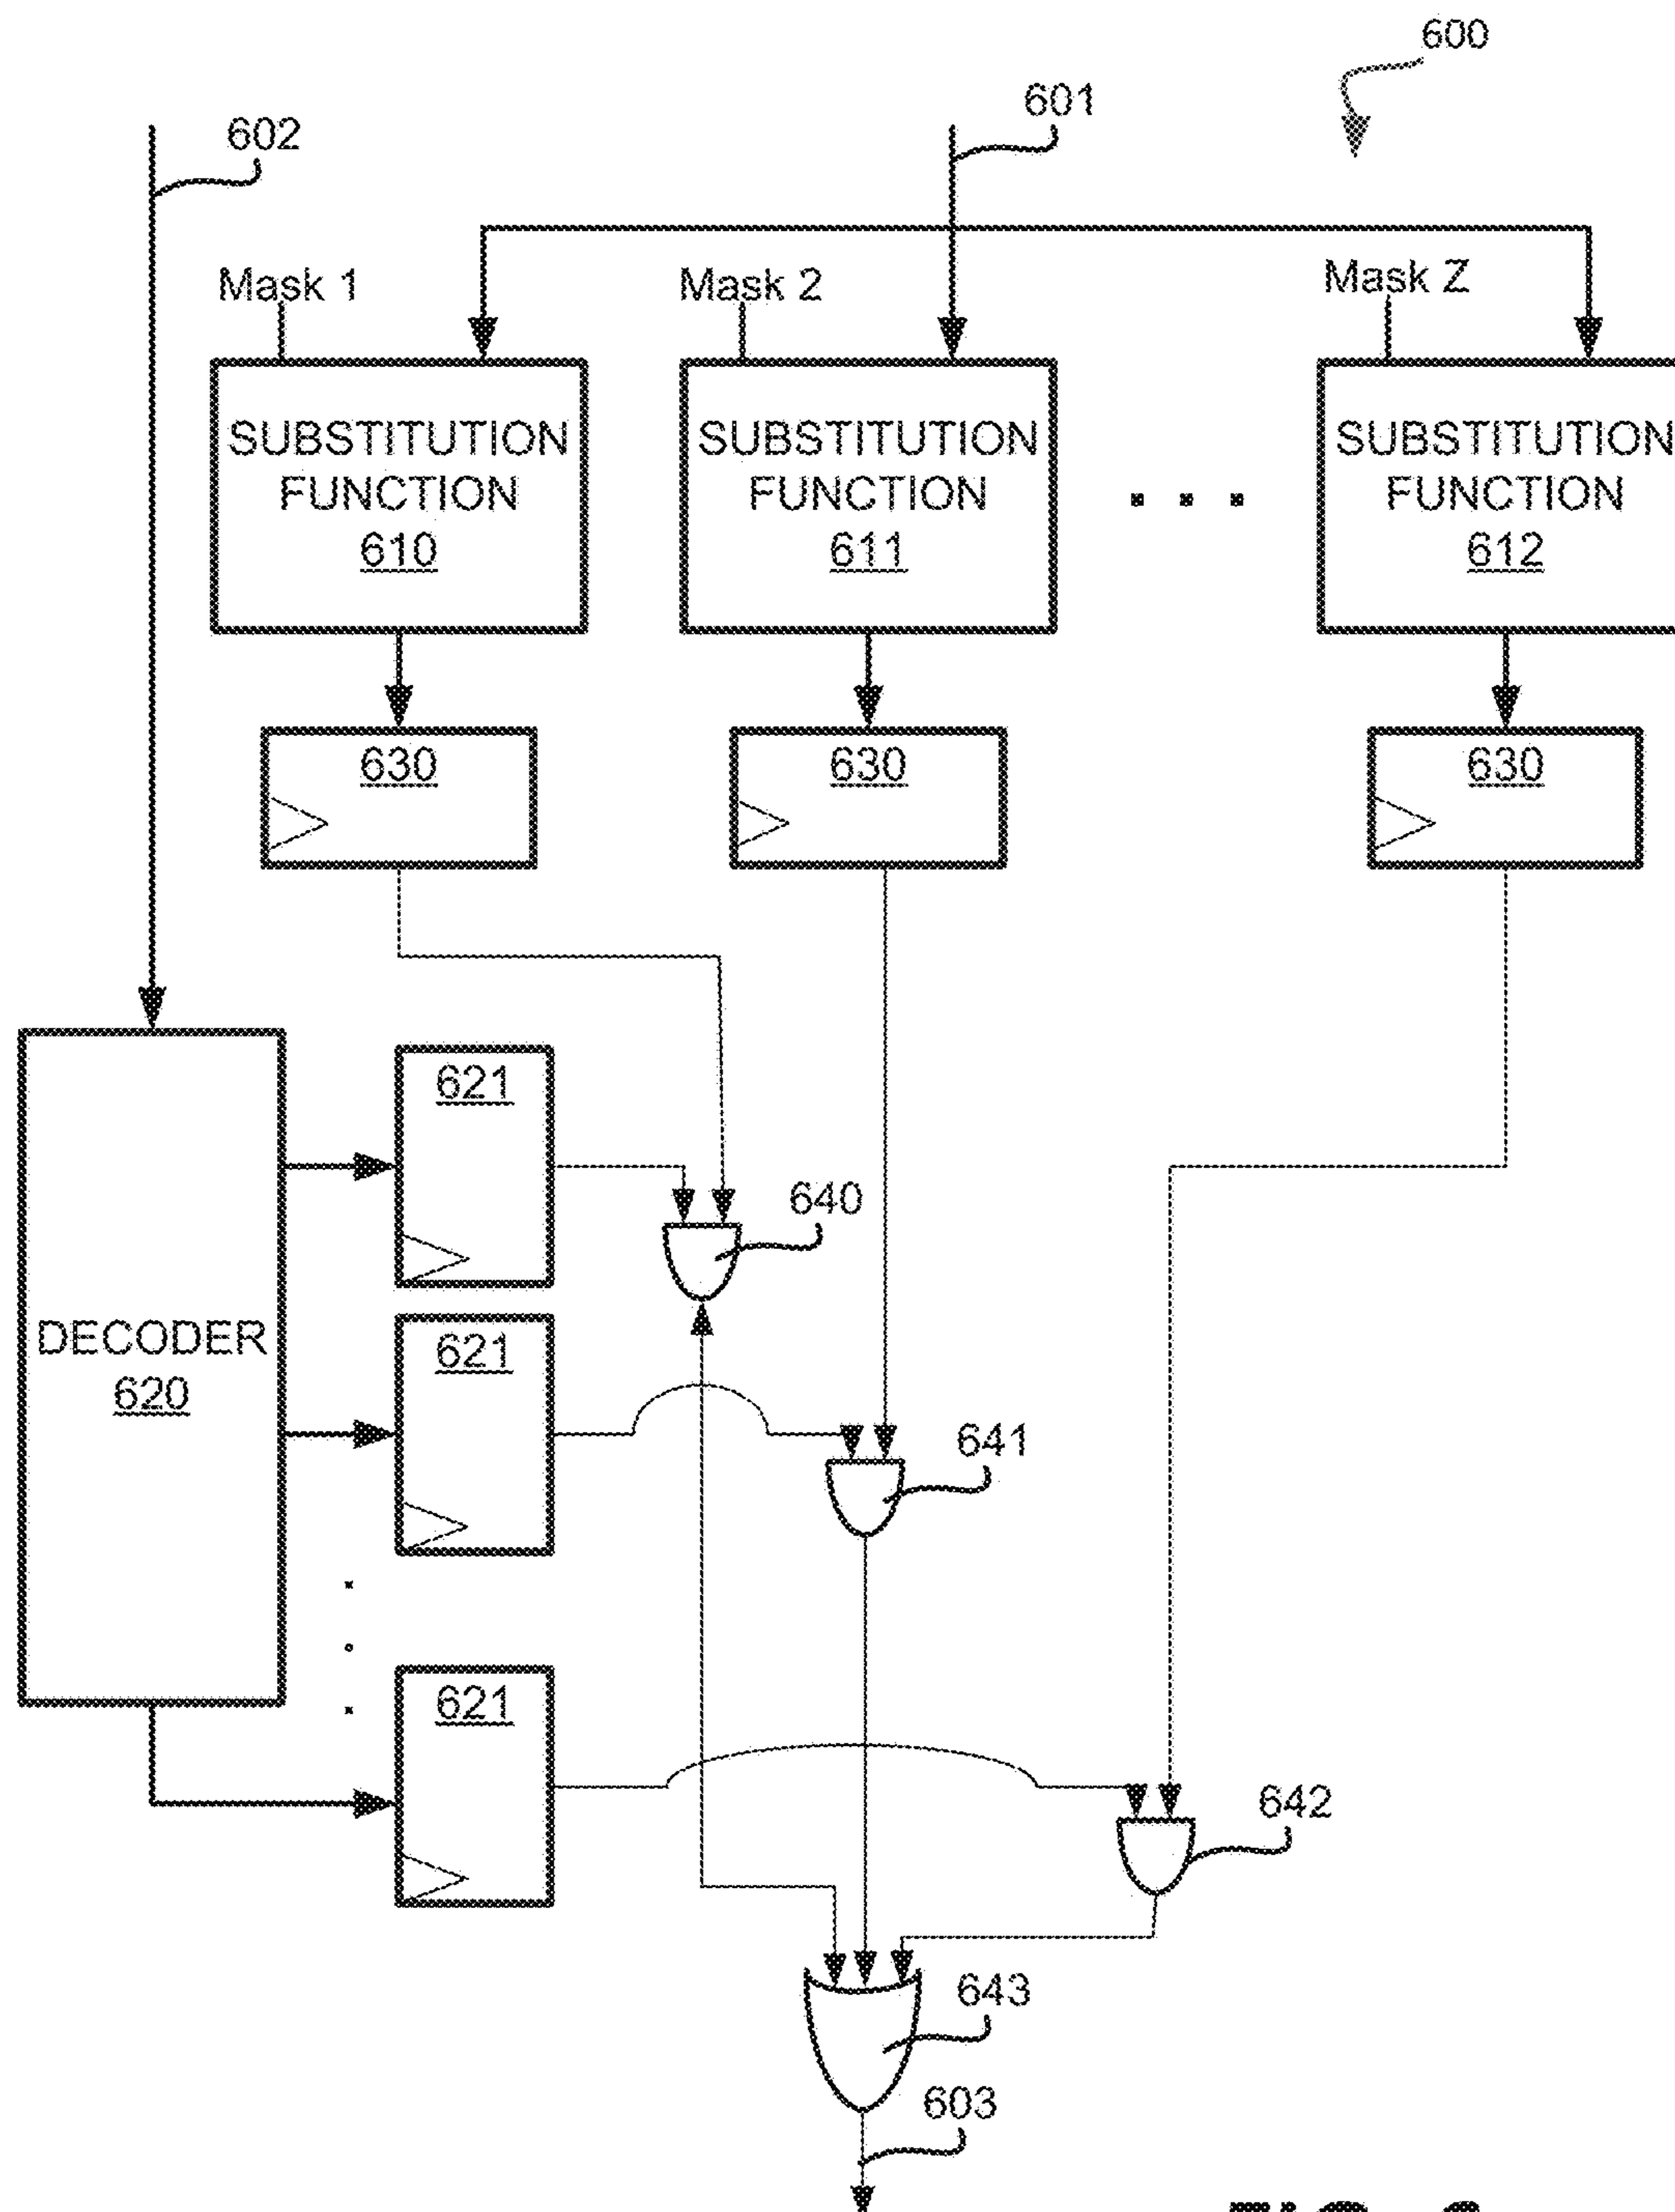 600
601
602
Mask 1
Mask 2
Mask Z
SUBSTITUTION
FUNCTION
610
SUBSTITUTION
FUNCTION
611
SUBSTITUTION
FUNCTION
612
630
630
630
621
640
DECODER
620
621
641
621
642
643
603